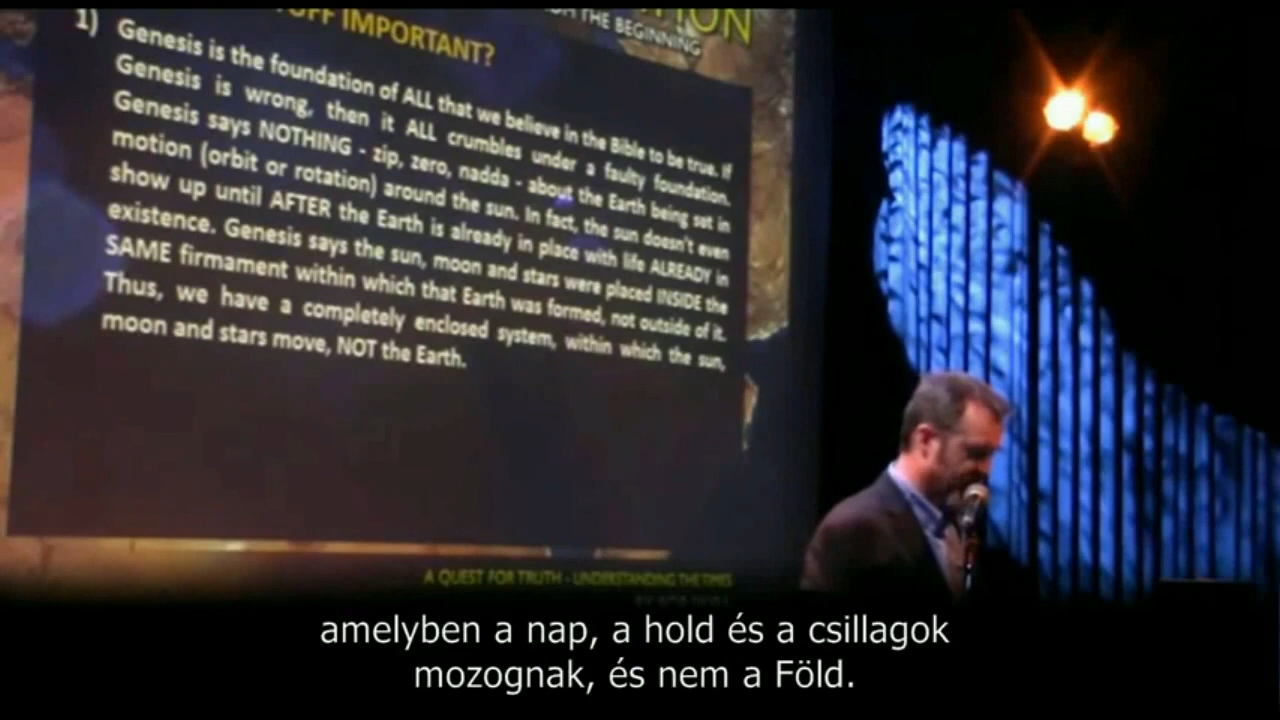 UFF IMPORTANT?
TION
THE BEGINNING
1) Genesis is the foundation of ALL that we believe in the Bible to be true. If
Genesis is wrong, then it ALL crumbles under a faulty foundation.
Genesis says NOTHING - zip, zero, nadda - about the Earth being set in
motion (orbit or rotation) around the sun. In fact, the sun doesn't even
show up until AFTER the Earth is already in place with life ALREADY in
existence. Genesis says the sun, moon and stars were placed INSIDE the
SAME firmament within which that Earth was formed, not outside of it.
Thus, we have a completely enclosed system, within which the sun,
moon and stars move, NOT the Earth.
A QUEST FOR TRUTH - UNDERSTANDING THE TIMES
amelyben a nap, a hold és a csillagok
mozognak, és nem a Föld.